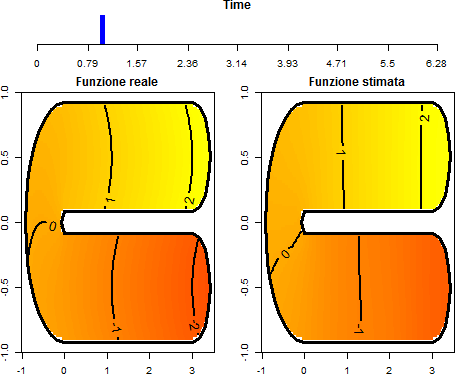 Time
0 0.79 1.57 2.36 3.14 3.93 4.71 5.5 6.28
Funzione reale Funzione stimata
1.0 1.0
0.5 0.5
0.0 0.0
-0.5 -0.5
-1.0 -1.0
1 2 1 2
0 0
-1 -2 -1
-1 0 1 2 3 -1 0 1 2 3